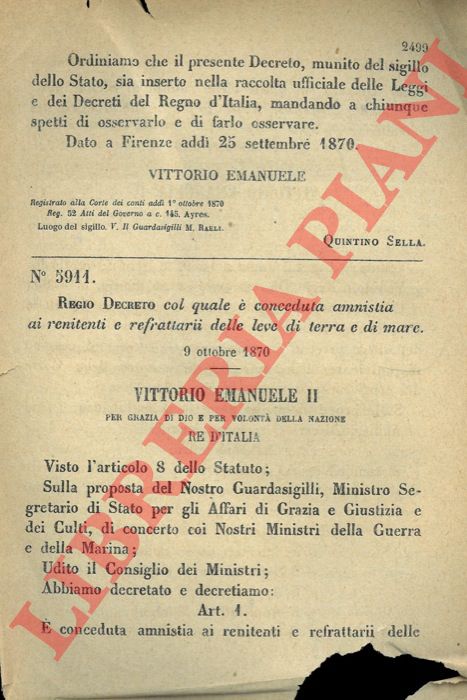 2499
Ordiniamo che il presente Decreto, munito del sigillo
dello Stato, sia inserto nella raccolta ufficiale delle Leggi
e dei Decreti del Regno d'Italia, mandando a chiunque
spetti di osservarlo e di farlo osservare.
Dato a Firenze addì 25 settembre 1870.
VITTORIO EMANUELE
Registrato alla Corte dei conti addì 1° ottobre 1870
Reg. 52 Atti del Governo a c. 145. Ayres.
Luogo del sigillo. V. Il Guardasigilli M. RAELI.
QUINTINO SELLA.
N° 5911.
REGIO DECRETO col quale è conceduta amnistia
ai renitenti e refrattarii delle leve di terra e di mare.
9 ottobre 1870
VITTORIO EMANUELE II
PER GRAZIA DI DIO E PER VOLONTÀ DELLA NAZIONE
RE D'ITALIA
Visto l'articolo 8 dello Statuto;
Sulla proposta del Nostro Guardasigilli, Ministro Se-
gretario di Stato per gli Affari di Grazia e Giustizia e
dei Culti, di concerto coi Nostri Ministri della Guerra
e della Marina;
Udito il Consiglio dei Ministri;
Abbiamo decretato e decretiamo:
Art. 1.
È conceduta amnistia ai renitenti e refrattarii delle
LIBRERIA PIANI